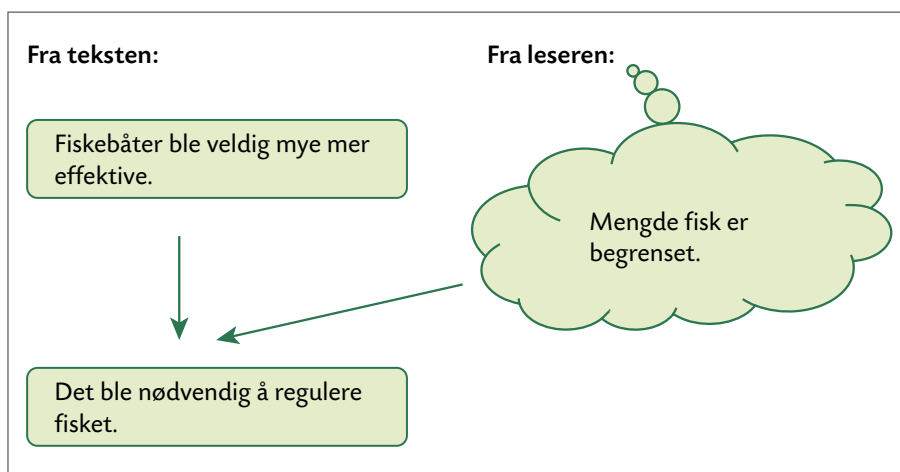 Fra teksten:
Fra leseren:
Fiskebåter ble veldig mye mer
effektive.
Mengde fisk er
begrenset.
Det ble nødvendig å regulere
fisket.